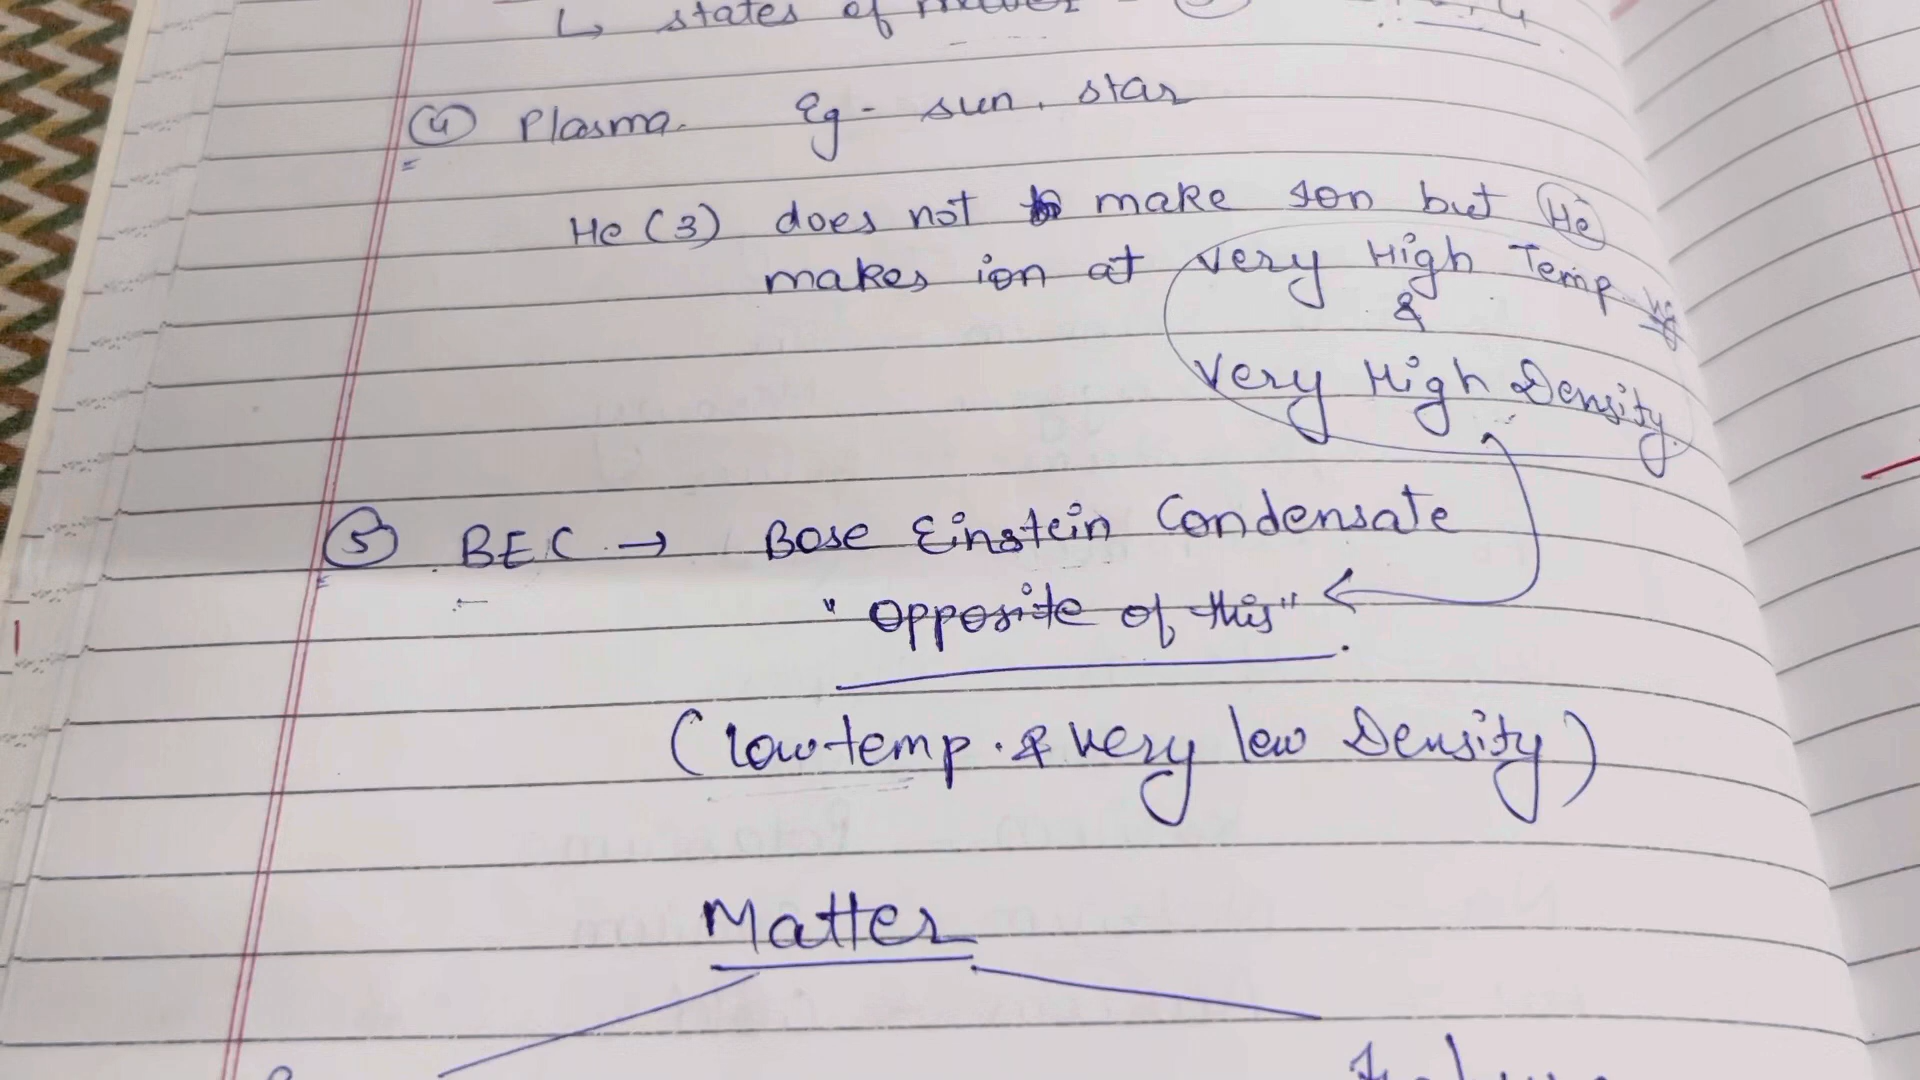 ↳ states of matter
④ Plasma. Eg - sun, star
He (3) does not make ion but He
makes ion at very High Temp
&
very High Density
⑤ BEC → Bose Einstein Condensate
"opposite of this"
(low temp. & very low Density)
Matter